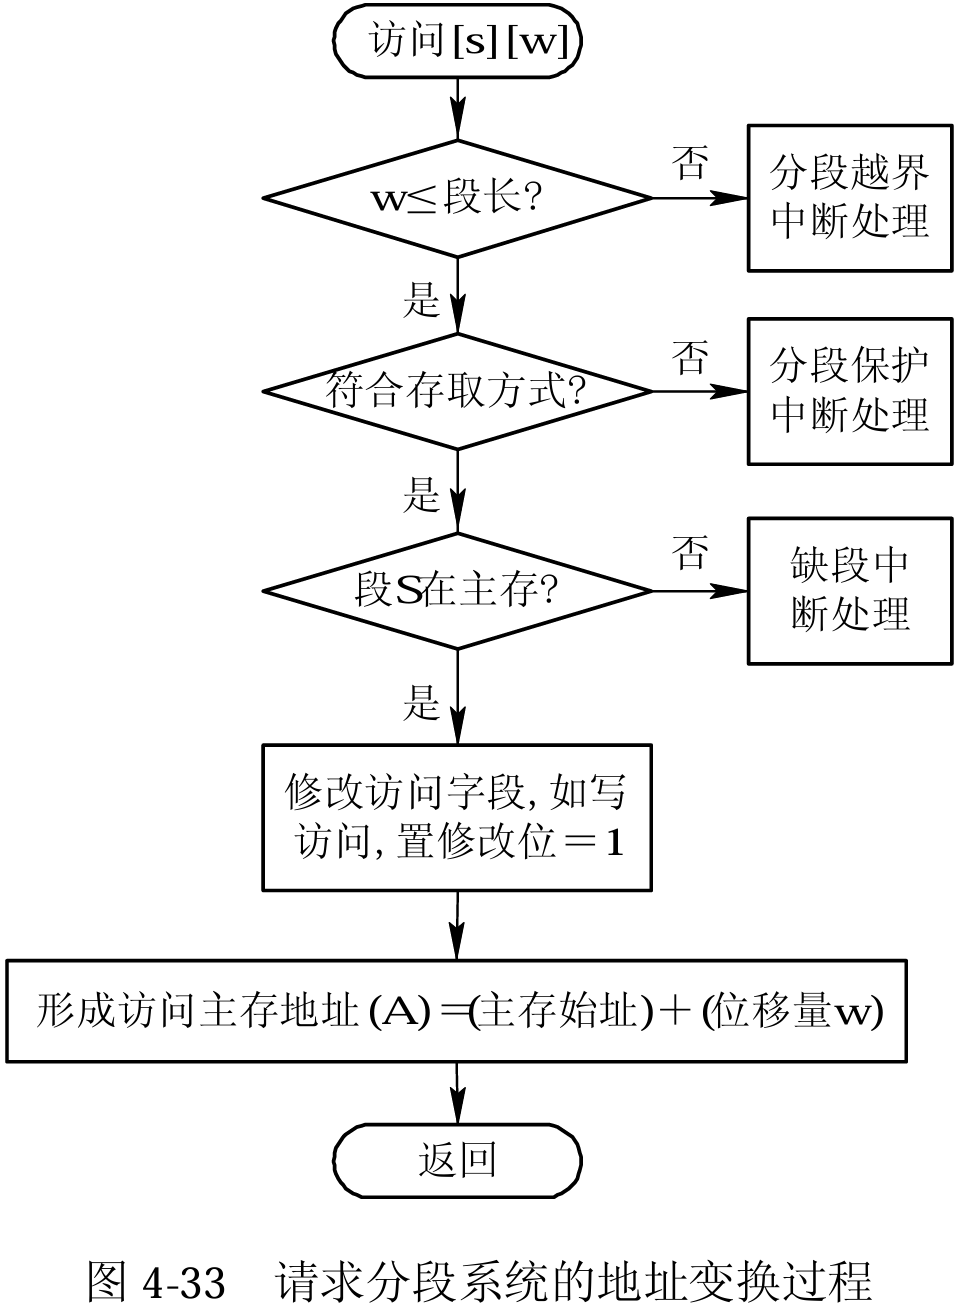 访问[s][w]
w≤段长?
否
分段越界
中断处理
是
符合存取方式?
否
分段保护
中断处理
是
段S在主存?
否
缺段中
断处理
是
修改访问字段,如写
访问,置修改位=1
形成访问主存地址(A)=(主存始址)+(位移量w)
返回
图 4-33 请求分段系统的地址变换过程